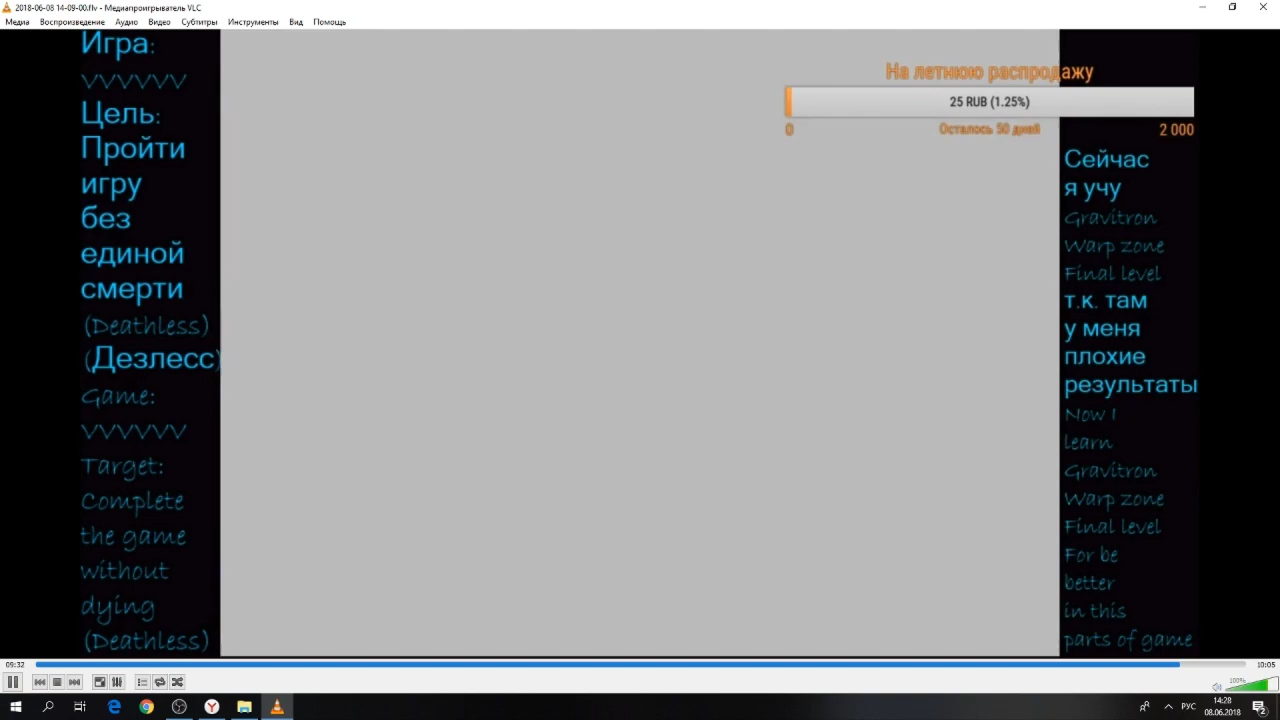 2018-06-08 14-09-00.flv - Медиапроигрыватель VLC
Медиа Воспроизведение Аудио Видео Субтитры Инструменты Вид Помощь
Игра:
VVVVVV
Цель:
Пройти
игру
без
единой
смерти
(Deathless)
(Дезлесс)
Game:
VVVVVV
Target:
Complete
the game
without
dying
(Deathless)
На летнюю распродажу
25 RUB (1.25%)
0 Осталось 50 дней 2 000
Сейчас
я учу
Gravitron
Warp zone
Final level
т.к. там
у меня
плохие
результаты
Now I
learn
Gravitron
Warp zone
Final level
For be
better
in this
parts of game
09:32 10:05
100%
РУС
14:28
08.06.2018
2